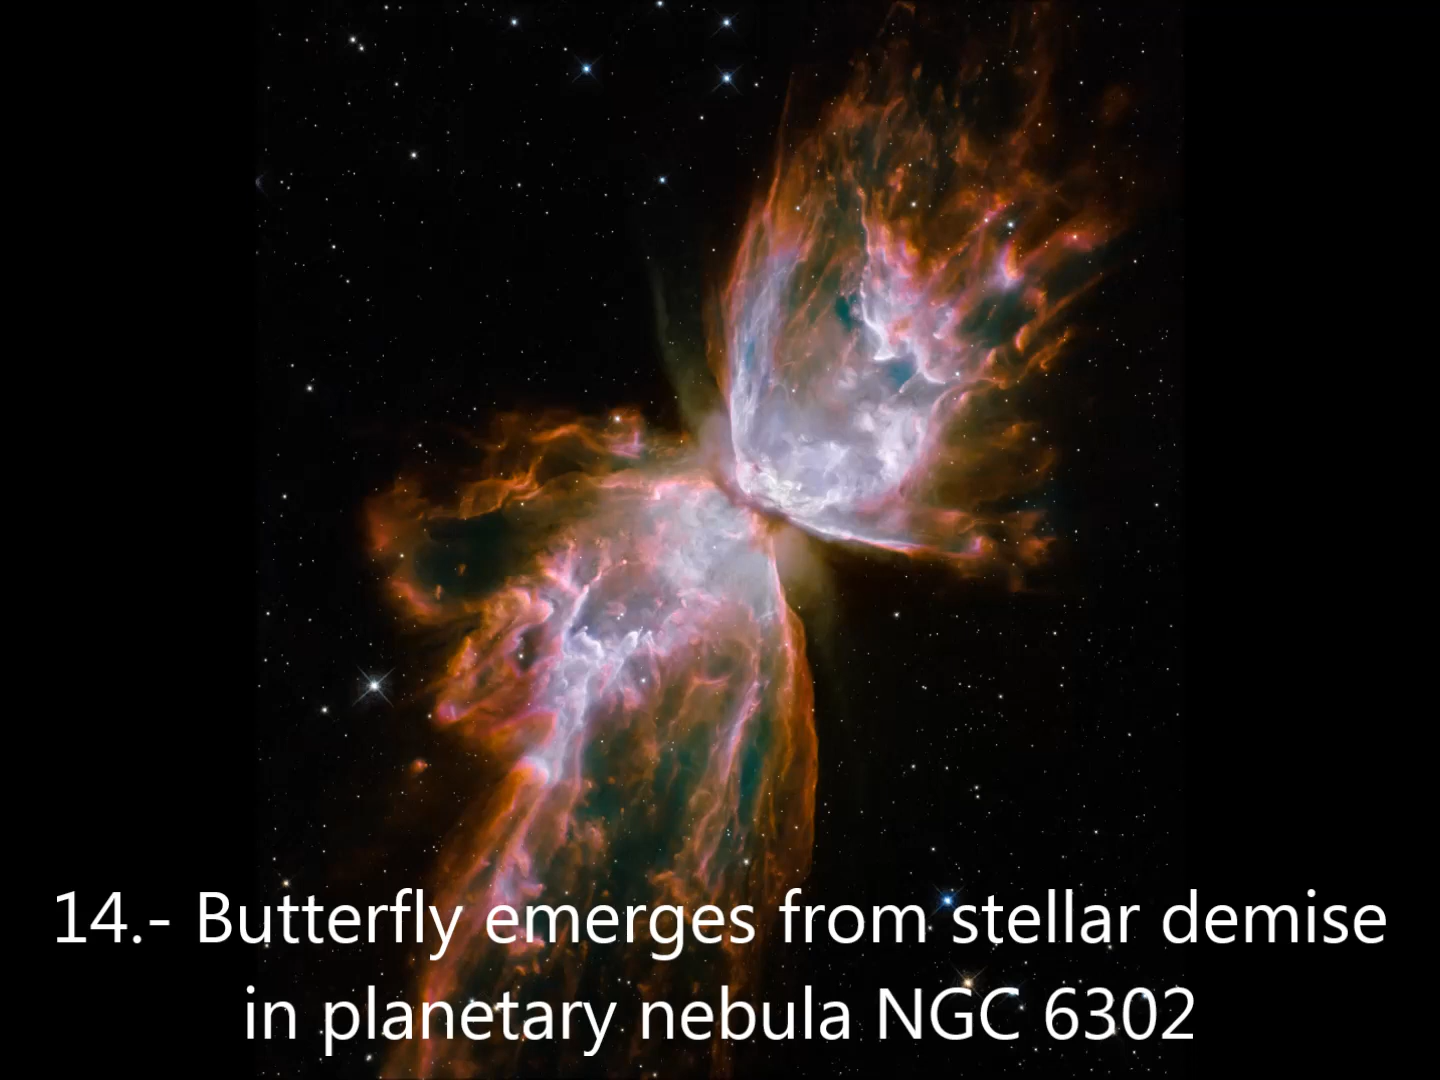 14.- Butterfly emerges from stellar demise
in planetary nebula NGC 6302